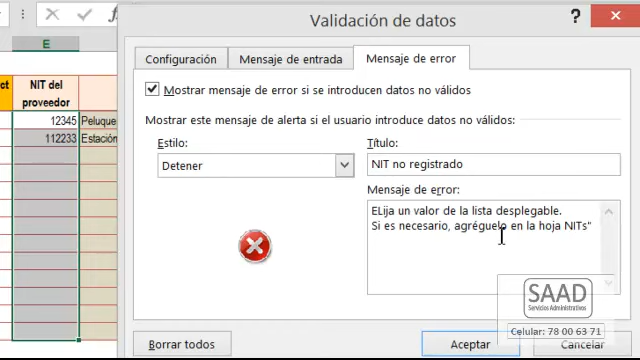 Validación de datos
?
E
Configuración
Mensaje de entrada
Mensaje de error
ct
NIT del
proveedor
Mostrar mensaje de error si se introducen datos no válidos
12345
Peluque
Mostrar este mensaje de alerta si el usuario introduce datos no válidos:
112233
Estación
Estilo:
Título:
Detener
NIT no registrado
Mensaje de error:
ELija un valor de la lista desplegable.
Si es necesario, agréguelo en la hoja NITs"
SAAD
Servicios Administrativos
Celular: 78 00 63 71
Borrar todos
Aceptar
Cancelar